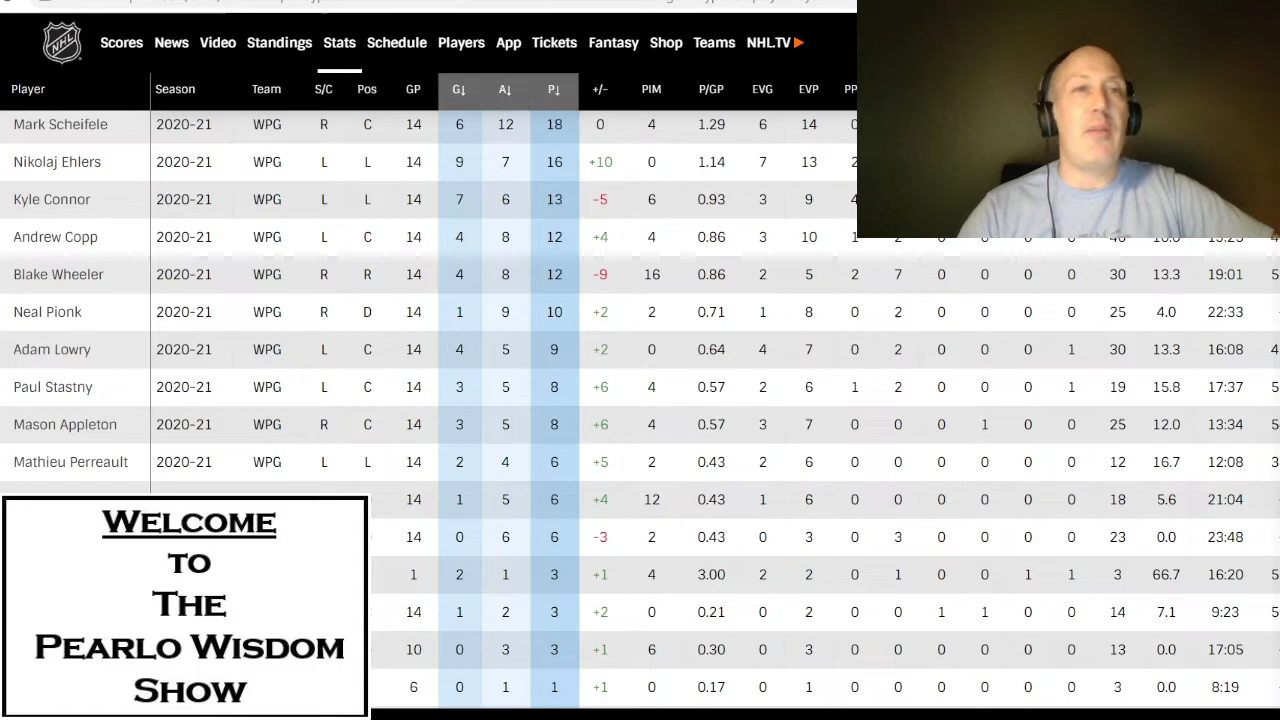 NHL Scores News Video Standings Stats Schedule Players App Tickets Fantasy Shop Teams NHL.TV
Player Season Team S/C Pos GP G↓ A↓ P↓ +/- PIM P/GP EVG EVP
Mark Scheifele 2020-21 WPG R C 14 6 12 18 0 4 1.29 6 14
Nikolaj Ehlers 2020-21 WPG L L 14 9 7 16 +10 0 1.14 7 13 2
Kyle Connor 2020-21 WPG L L 14 7 6 13 -5 6 0.93 3 9 4
Andrew Copp 2020-21 WPG L C 14 4 8 12 +4 4 0.86 3 10 1
Blake Wheeler 2020-21 WPG R R 14 4 8 12 -9 16 0.86 2 5 2 7 0 0 0 0 30 13.3 19:01
Neal Pionk 2020-21 WPG R D 14 1 9 10 +2 2 0.71 1 8 0 2 0 0 0 0 25 4.0 22:33
Adam Lowry 2020-21 WPG L C 14 4 5 9 +2 0 0.64 4 7 0 2 0 0 0 1 30 13.3 16:08
Paul Stastny 2020-21 WPG L C 14 3 5 8 +6 4 0.57 2 6 1 2 0 0 0 1 19 15.8 17:37
Mason Appleton 2020-21 WPG R C 14 3 5 8 +6 4 0.57 3 7 0 0 0 1 0 0 25 12.0 13:34
Mathieu Perreault 2020-21 WPG L L 14 2 4 6 +5 2 0.43 2 6 0 0 0 0 0 0 12 16.7 12:08
14 1 5 6 +4 12 0.43 1 6 0 0 0 0 0 0 18 5.6 21:04
14 0 6 6 -3 2 0.43 0 3 0 3 0 0 0 0 23 0.0 23:48
1 2 1 3 +1 4 3.00 2 2 0 1 0 0 1 1 3 66.7 16:20
14 1 2 3 +2 0 0.21 0 2 0 0 1 1 0 0 14 7.1 9:23
10 0 3 3 +1 6 0.30 0 3 0 0 0 0 0 0 13 0.0 17:05
6 0 1 1 +1 0 0.17 0 1 0 0 0 0 0 3 0.0 8:19
Welcome
to
The
Pearlo Wisdom
Show